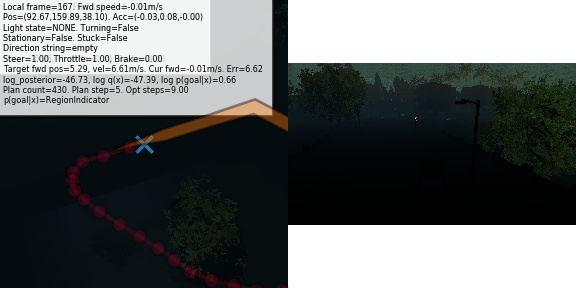 Local frame=167. Fwd speed=-0.01m/s
Pos=(92.67,159.89,38.10). Acc=(-0.03,0.08,-0.00)
Light state=NONE. Turning=False
Stationary=False. Stuck=False
Direction string=empty
Steer=1.00, Throttle=1.00, Brake=0.00
Target fwd pos=5.29, vel=6.61m/s. Cur fwd=-0.01m/s. Err=6.62
log_posterior=-46.73, log q(x)=-47.39, log p(goal|x)=0.66
Plan count=430. Plan step=5. Opt steps=9.00
p(goal|x)=RegionIndicator